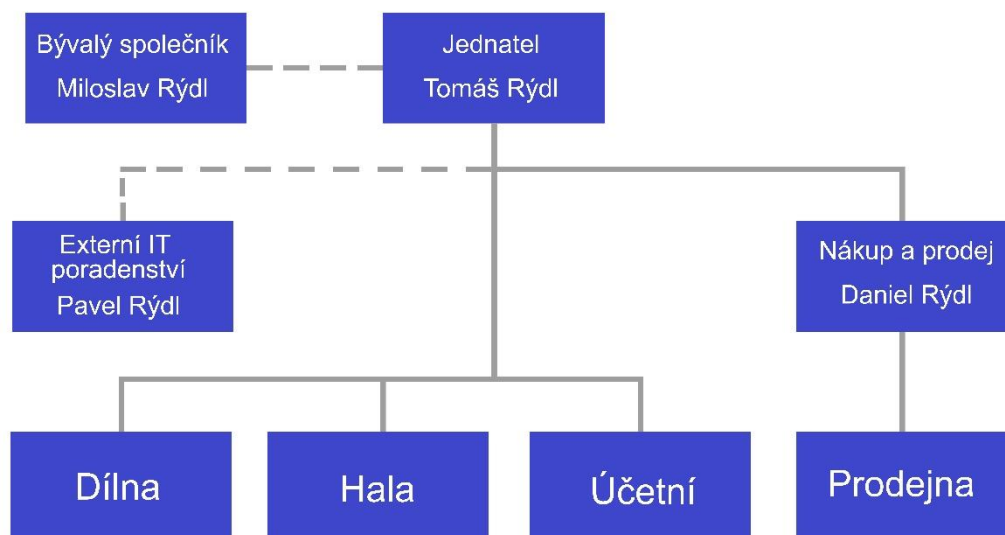 Bývalý společník
Miloslav Rýdl
Jednatel
Tomáš Rýdl
Externí IT
poradenství
Pavel Rýdl
Nákup a prodej
Daniel Rýdl
Dílna
Hala
Účetní
Prodejna